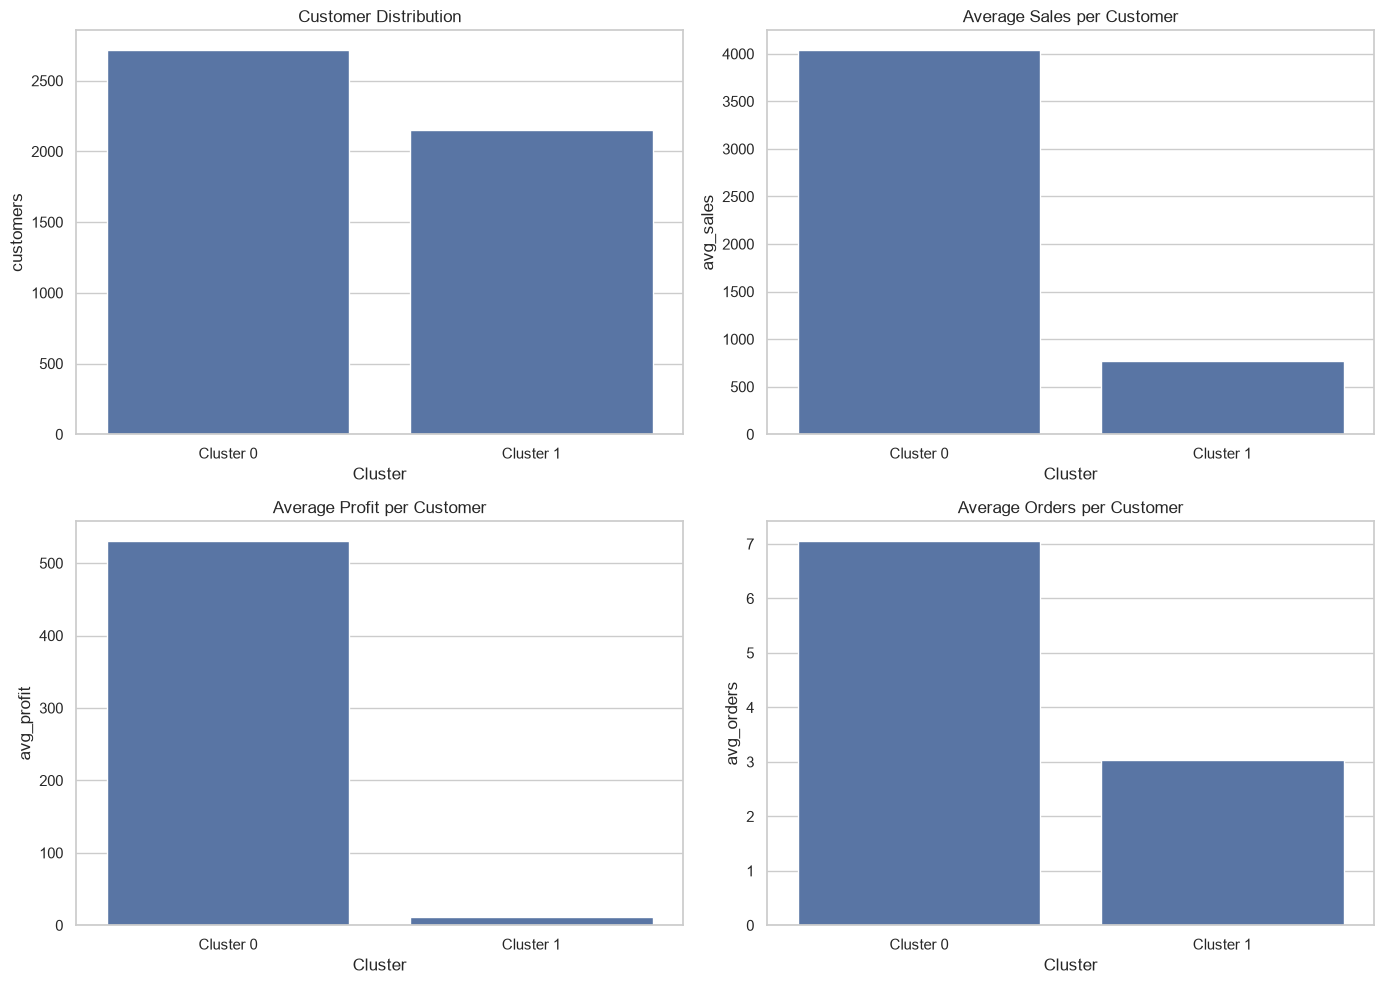 Customer Distribution
customers
2500
2000
1500
1000
500
0
Cluster 0
Cluster 1
Cluster
Average Sales per Customer
avg_sales
4000
3500
3000
2500
2000
1500
1000
500
0
Cluster 0
Cluster 1
Cluster
Average Profit per Customer
avg_profit
500
400
300
200
100
0
Cluster 0
Cluster 1
Cluster
Average Orders per Customer
avg_orders
7
6
5
4
3
2
1
0
Cluster 0
Cluster 1
Cluster